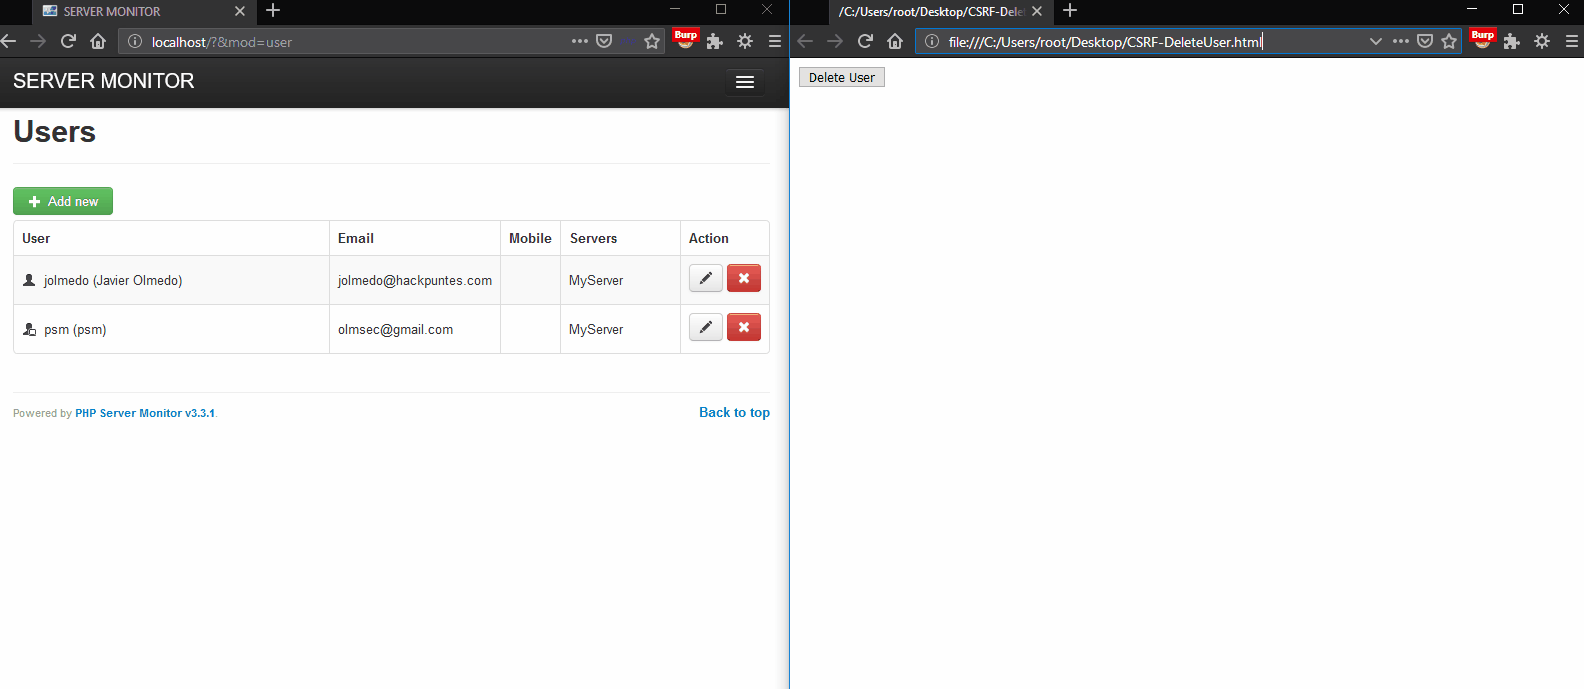 SERVER MONITOR
localhost/?&mod=user
Burp
SERVER MONITOR
Users
Add new
User Email Mobile Servers Action
jolmedo (Javier Olmedo) jolmedo@hackpuntes.com MyServer
psm (psm) olmsec@gmail.com MyServer
Powered by PHP Server Monitor v3.3.1. Back to top
/C:/Users/root/Desktop/CSRF-Dele
file:///C:/Users/root/Desktop/CSRF-DeleteUser.html
Burp
Delete User